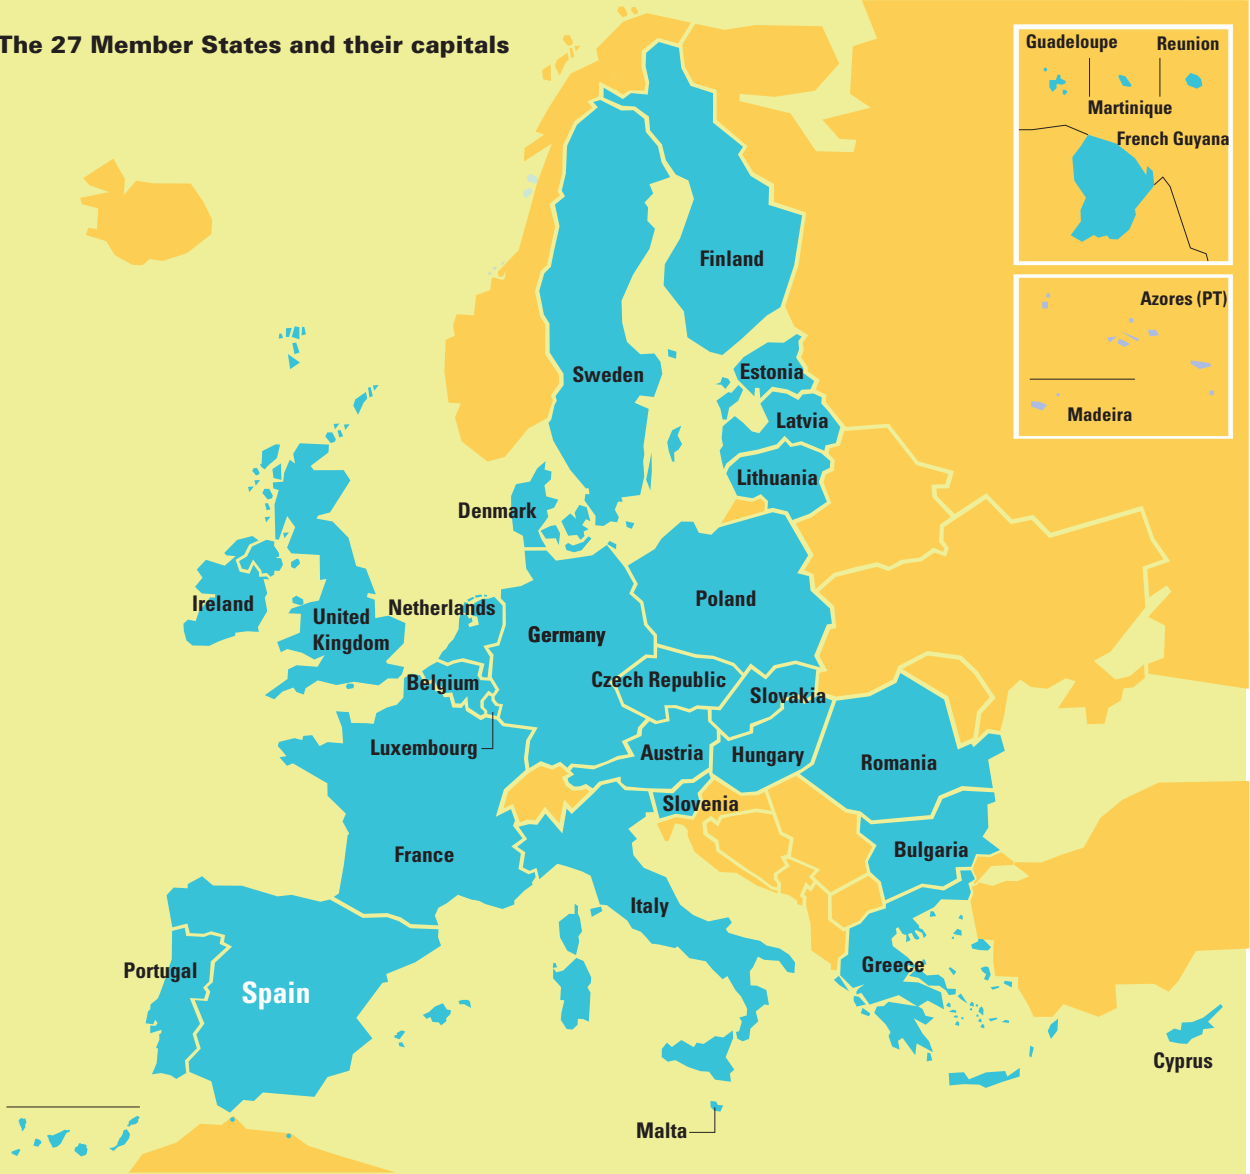 The 27 Member States and their capitals
Guadeloupe
Reunion
Martinique
French Guyana
Azores (PT)
Madeira
Finland
Sweden
Estonia
Latvia
Lithuania
Denmark
Ireland
United
Kingdom
Netherlands
Germany
Poland
Belgium
Czech Republic
Slovakia
Luxembourg
Austria
Hungary
Romania
Slovenia
France
Bulgaria
Italy
Portugal
Spain
Greece
Cyprus
Malta